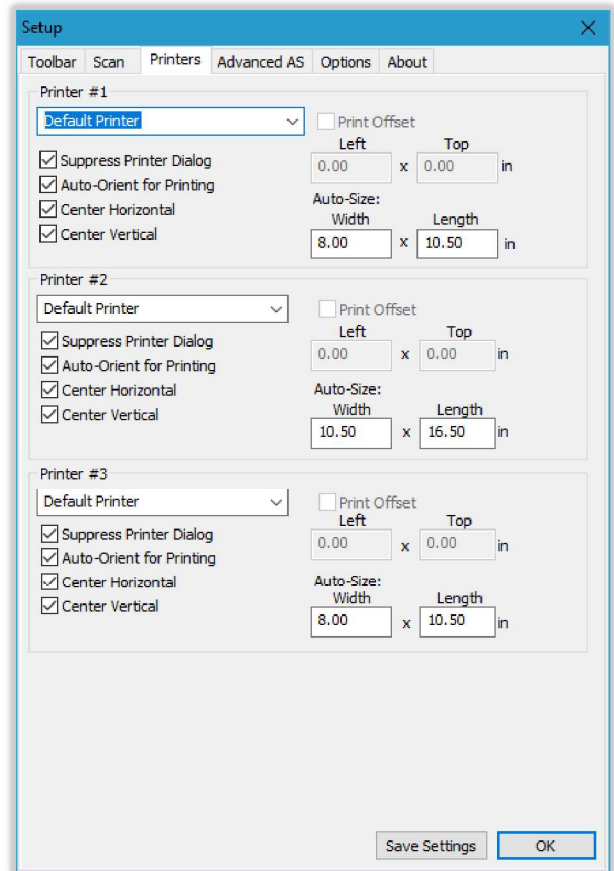 Setup
Toolbar Scan Printers Advanced AS Options About
Printer #1
Default Printer
Print Offset
Left Top
0.00 x 0.00 in
Suppress Printer Dialog
Auto-Orient for Printing
Center Horizontal
Center Vertical
Auto-Size:
Width Length
8.00 x 10.50 in
Printer #2
Default Printer
Print Offset
Left Top
0.00 x 0.00 in
Suppress Printer Dialog
Auto-Orient for Printing
Center Horizontal
Center Vertical
Auto-Size:
Width Length
10.50 x 16.50 in
Printer #3
Default Printer
Print Offset
Left Top
0.00 x 0.00 in
Suppress Printer Dialog
Auto-Orient for Printing
Center Horizontal
Center Vertical
Auto-Size:
Width Length
8.00 x 10.50 in
Save Settings OK